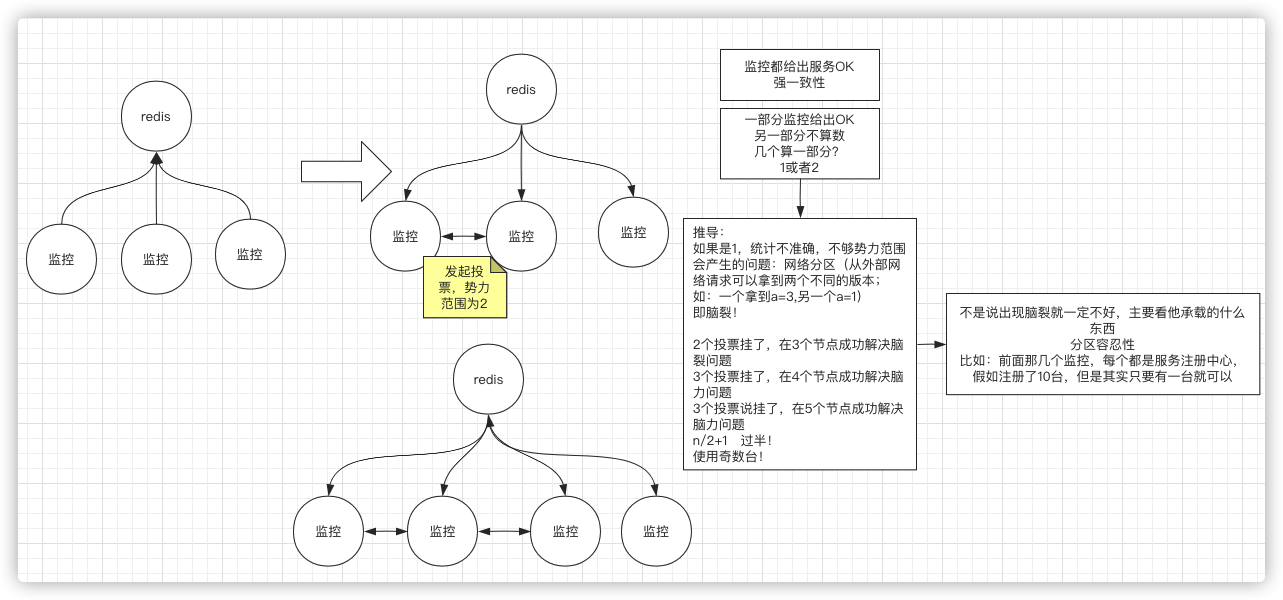 redis
监控
监控
监控
redis
监控
监控
监控
发起投
票，势力
范围为2
redis
监控
监控
监控
监控
监控都给出服务OK
强一致性
一部分监控给出OK
另一部分不算数
几个算一部分？
1或者2
推导：
如果是1，统计不准确，不够势力范围
会产生的问题：网络分区（从外部网
络请求可以拿到两个不同的版本；
如：一个拿到a=3,另一个a=1）
即脑裂！
2个投票挂了，在3个节点成功解决脑
裂问题
3个投票挂了，在4个节点成功解决脑
力问题
3个投票说挂了，在5个节点成功解决
脑力问题
n/2+1 过半！
使用奇数台！
不是说出现脑裂就一定不好，主要看他承载的什么
东西
分区容忍性
比如：前面那几个监控，每个都是服务注册中心，
假如注册了10台，但是其实只要有一台就可以